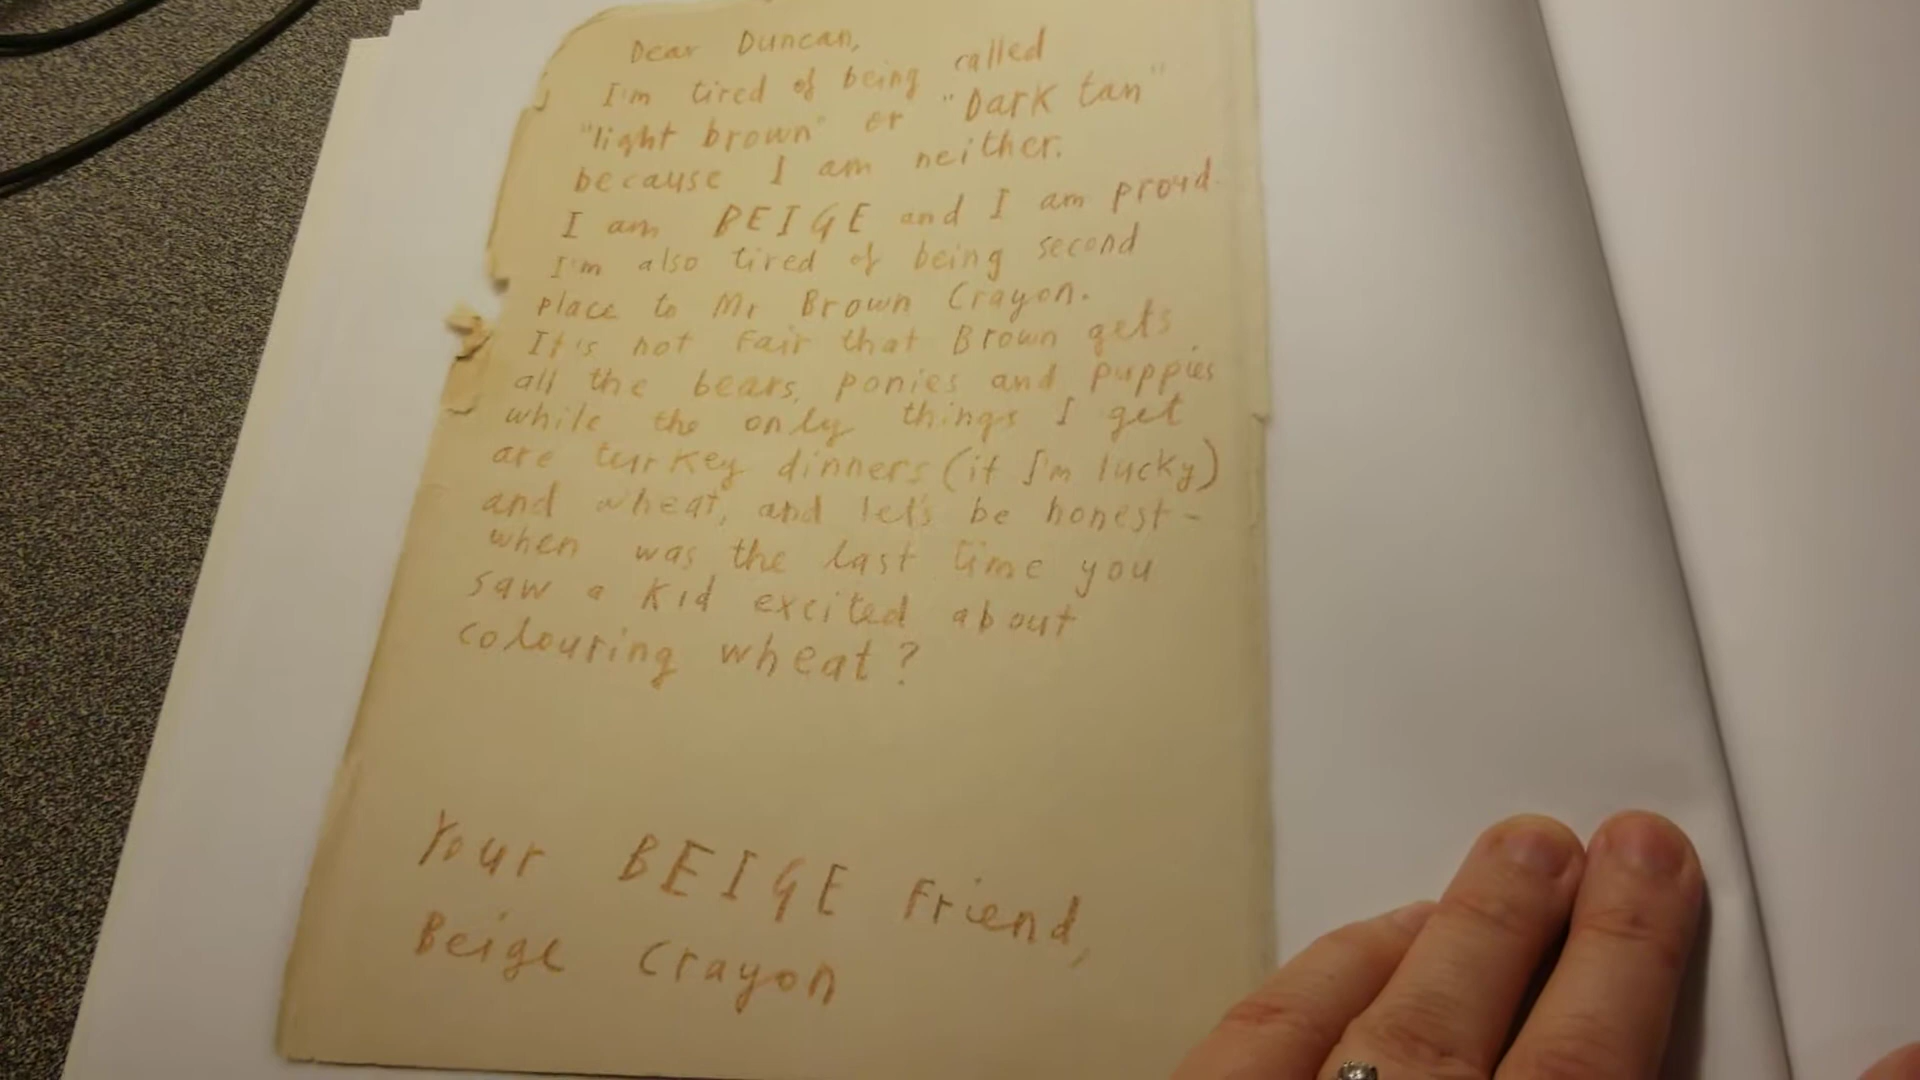 Dear Duncan,
I'm tired of being called
"light brown" or "Dark tan"
because I am neither.
I am BEIGE and I am proud.
I'm also tired of being second
place to Mr Brown Crayon.
It's not Fair that Brown gets
all the bears, ponies and puppies
while the only things I get
are turkey dinners (if I'm lucky)
and wheat, and let's be honest -
when was the last time you
saw a kid excited about
colouring wheat?
Your BEIGE Friend,
Beige Crayon